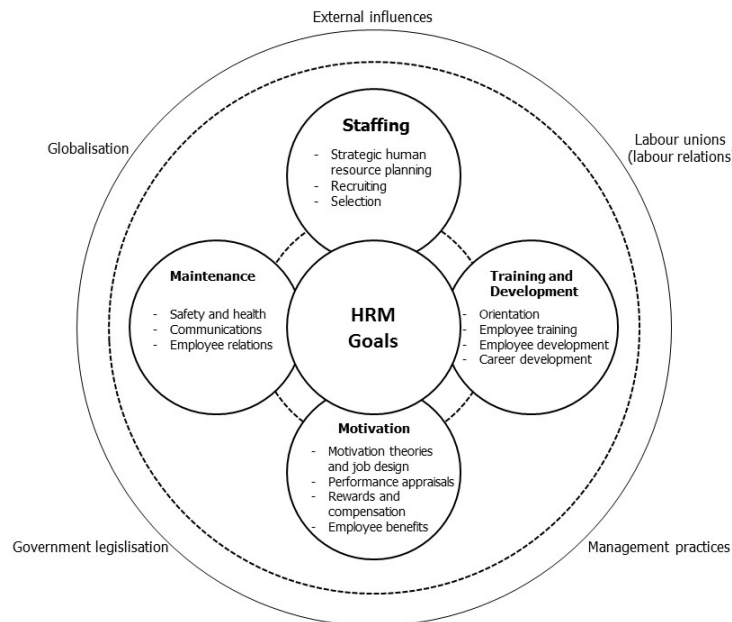 External influences
Globalisation
Labour unions
(labour relations)
Staffing
- Strategic human
resource planning
- Recruiting
- Selection
Maintenance
- Safety and health
- Communications
- Employee relations
HRM
Goals
Training and
Development
- Orientation
- Employee training
- Employee development
- Career development
Motivation
- Motivation theories
and job design
- Performance appraisals
- Rewards and
compensation
- Employee benefits
Government legislisation
Management practices